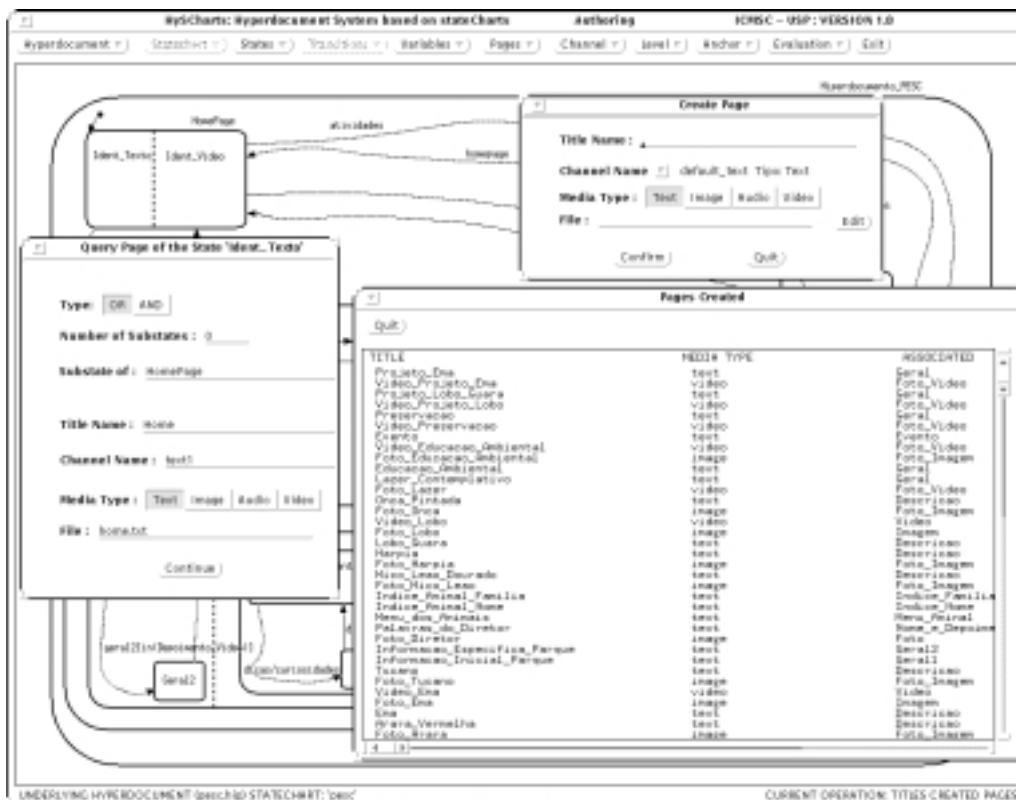 HySCharts: Hyperdocument System based on stateCharts Authoring ICMSC - USP : VERSION 1.0
Hyperdocument Statechart States Transitions Variables Pages Channel Level Anchor Evaluation Exit
Hiperdocumento_PESC
HomePage
atividades
homepage
Ident_Texto Ident_Video
Create Page
Title Name :
Channel Name default_text Tipo: Text
Media Type : Text Image Audio Video
File : Edit
Confirm Quit
Query Page of the State 'Ident_Texto'
Type: OR AND
Number of Substates : 0
Substate of : HomePage
Title Name : Home
Channel Name : text1
Media Type : Text Image Audio Video
File : home.txt
Continue
Pages Created
Quit
TITLE MEDIA TYPE ASSOCIATED
Projeto_Ema text Geral
Video_Projeto_Ema video Foto_Video
Projeto_Lobo_Guara text Geral
Video_Projeto_Lobo video Foto_Video
Preservacao text Geral
Video_Preservacao video Foto_Video
Evento text Evento
Video_Educacao_Ambiental video Foto_Video
Foto_Educacao_Ambiental image Foto_Imagem
Educacao_Ambiental text Geral
Lazer_Contemplativo text Geral
Foto_Lazer video Foto_Video
Onca_Pintada text Descricao
Foto_Onca image Foto_Imagem
Video_Lobo video Video
Foto_Lobo image Imagem
Lobo_Guara text Descricao
Harpia text Descricao
Foto_Harpia image Foto_Imagem
Mico_Leao_Dourado text Descricao
Foto_Mico_Leao image Foto_Imagem
Indice_Animal_Familia text Indice_Familia
Indice_Animal_Nome text Indice_Nome
Menu_dos_Animais text Menu_Animal
Palavras_do_Diretor text Nome_e_Depoime
Foto_Diretor image Foto
Informacao_Especifica_Parque text Geral2
Informacao_Inicial_Parque text Geral1
Tucano text Descricao
Foto_Tucano image Foto_Imagem
Video_Ema video Video
Foto_Ema image Imagem
Ema text Descricao
Arara_Vermelha text Descricao
Foto_Arara image Foto_Imagem
Geral2
UNDERLYING HYPERDOCUMENT (pesc.hip) STATECHART: 'pesc' CURRENT OPERATION: TITLES CREATED PAGES